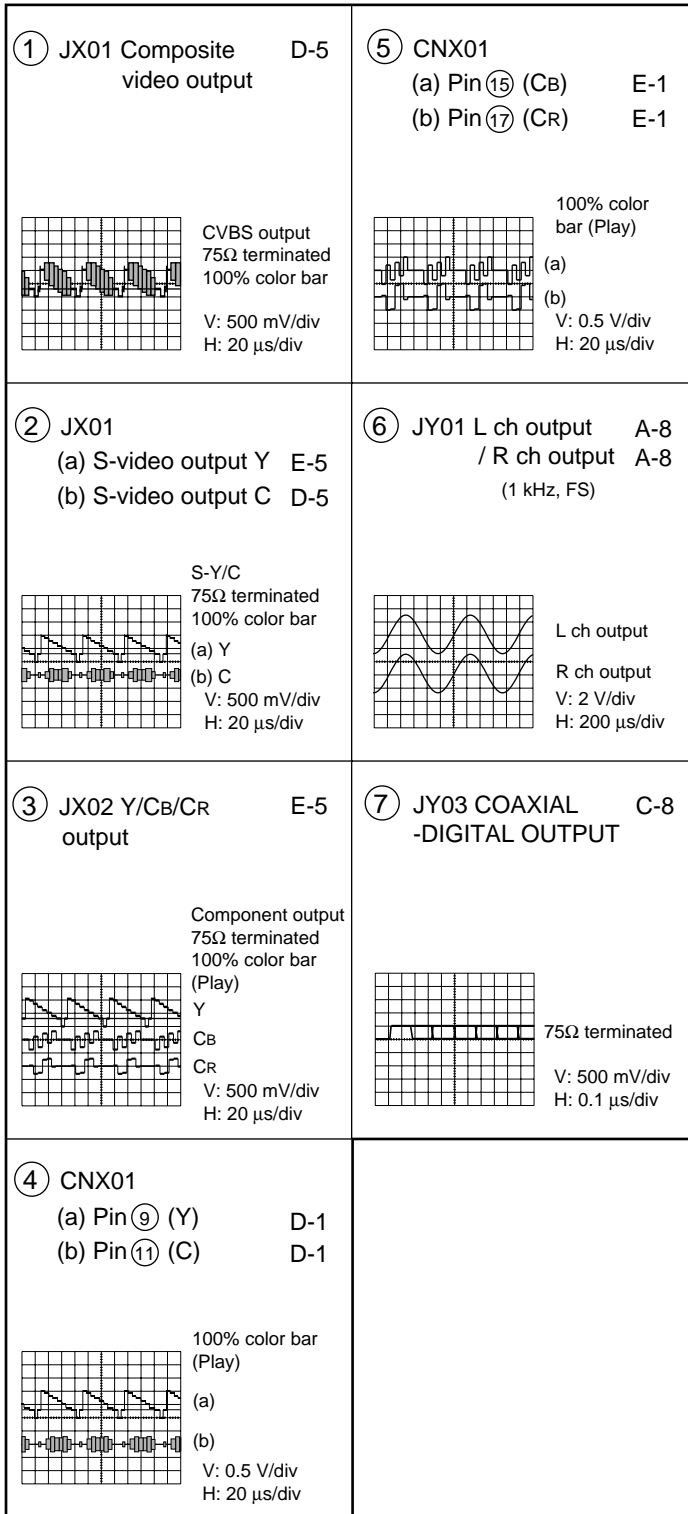 ① JX01 Composite D-5
video output
CVBS output
75Ω terminated
100% color bar
V: 500 mV/div
H: 20 μs/div
② JX01
(a) S-video output Y E-5
(b) S-video output C D-5
S-Y/C
75Ω terminated
100% color bar
(a) Y
(b) C
V: 500 mV/div
H: 20 μs/div
③ JX02 Y/CB/CR E-5
output
Component output
75Ω terminated
100% color bar
(Play)
Y
CB
CR
V: 500 mV/div
H: 20 μs/div
④ CNX01
(a) Pin ⑨ (Y) D-1
(b) Pin ⑪ (C) D-1
100% color bar
(Play)
(a)
(b)
V: 0.5 V/div
H: 20 μs/div
⑤ CNX01
(a) Pin ⑮ (CB) E-1
(b) Pin ⑰ (CR) E-1
100% color
bar (Play)
(a)
(b)
V: 0.5 V/div
H: 20 μs/div
⑥ JY01 L ch output A-8
/ R ch output A-8
(1 kHz, FS)
L ch output
R ch output
V: 2 V/div
H: 200 μs/div
⑦ JY03 COAXIAL C-8
-DIGITAL OUTPUT
75Ω terminated
V: 500 mV/div
H: 0.1 μs/div